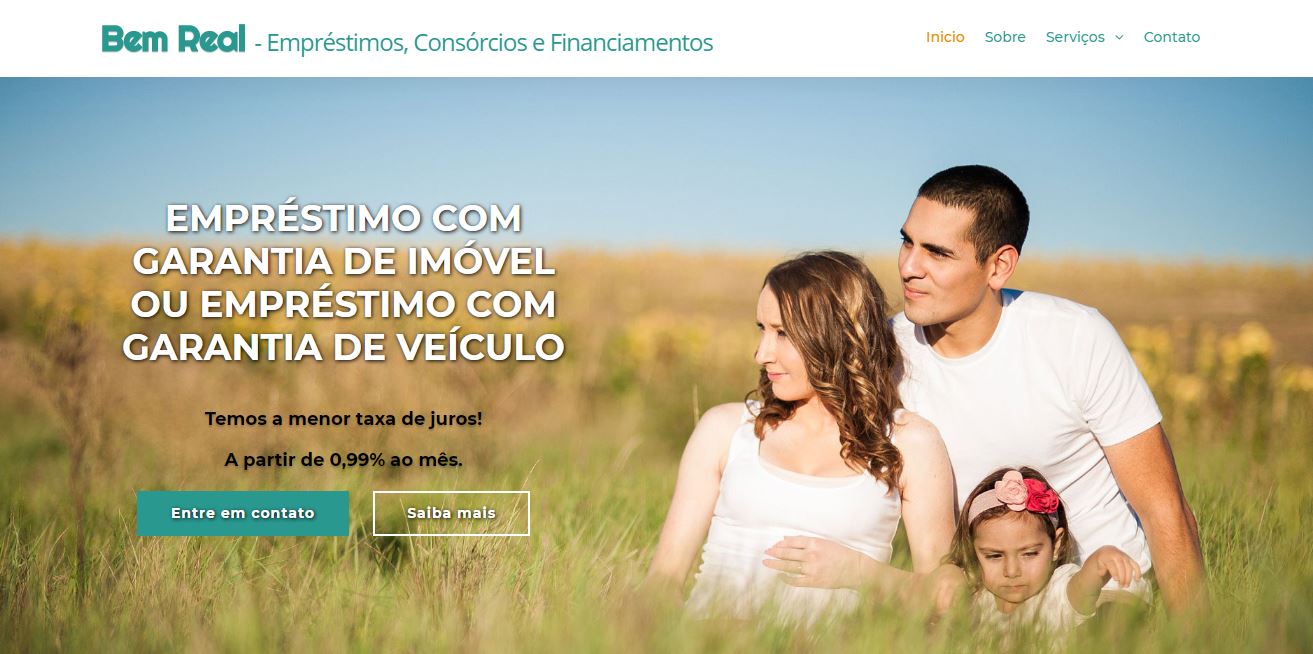 Bem Real - Empréstimos, Consórcios e Financiamentos
Inicio Sobre Serviços Contato
EMPRÉSTIMO COM
GARANTIA DE IMÓVEL
OU EMPRÉSTIMO COM
GARANTIA DE VEÍCULO
Temos a menor taxa de juros!
A partir de 0,99% ao mês.
Entre em contato Saiba mais